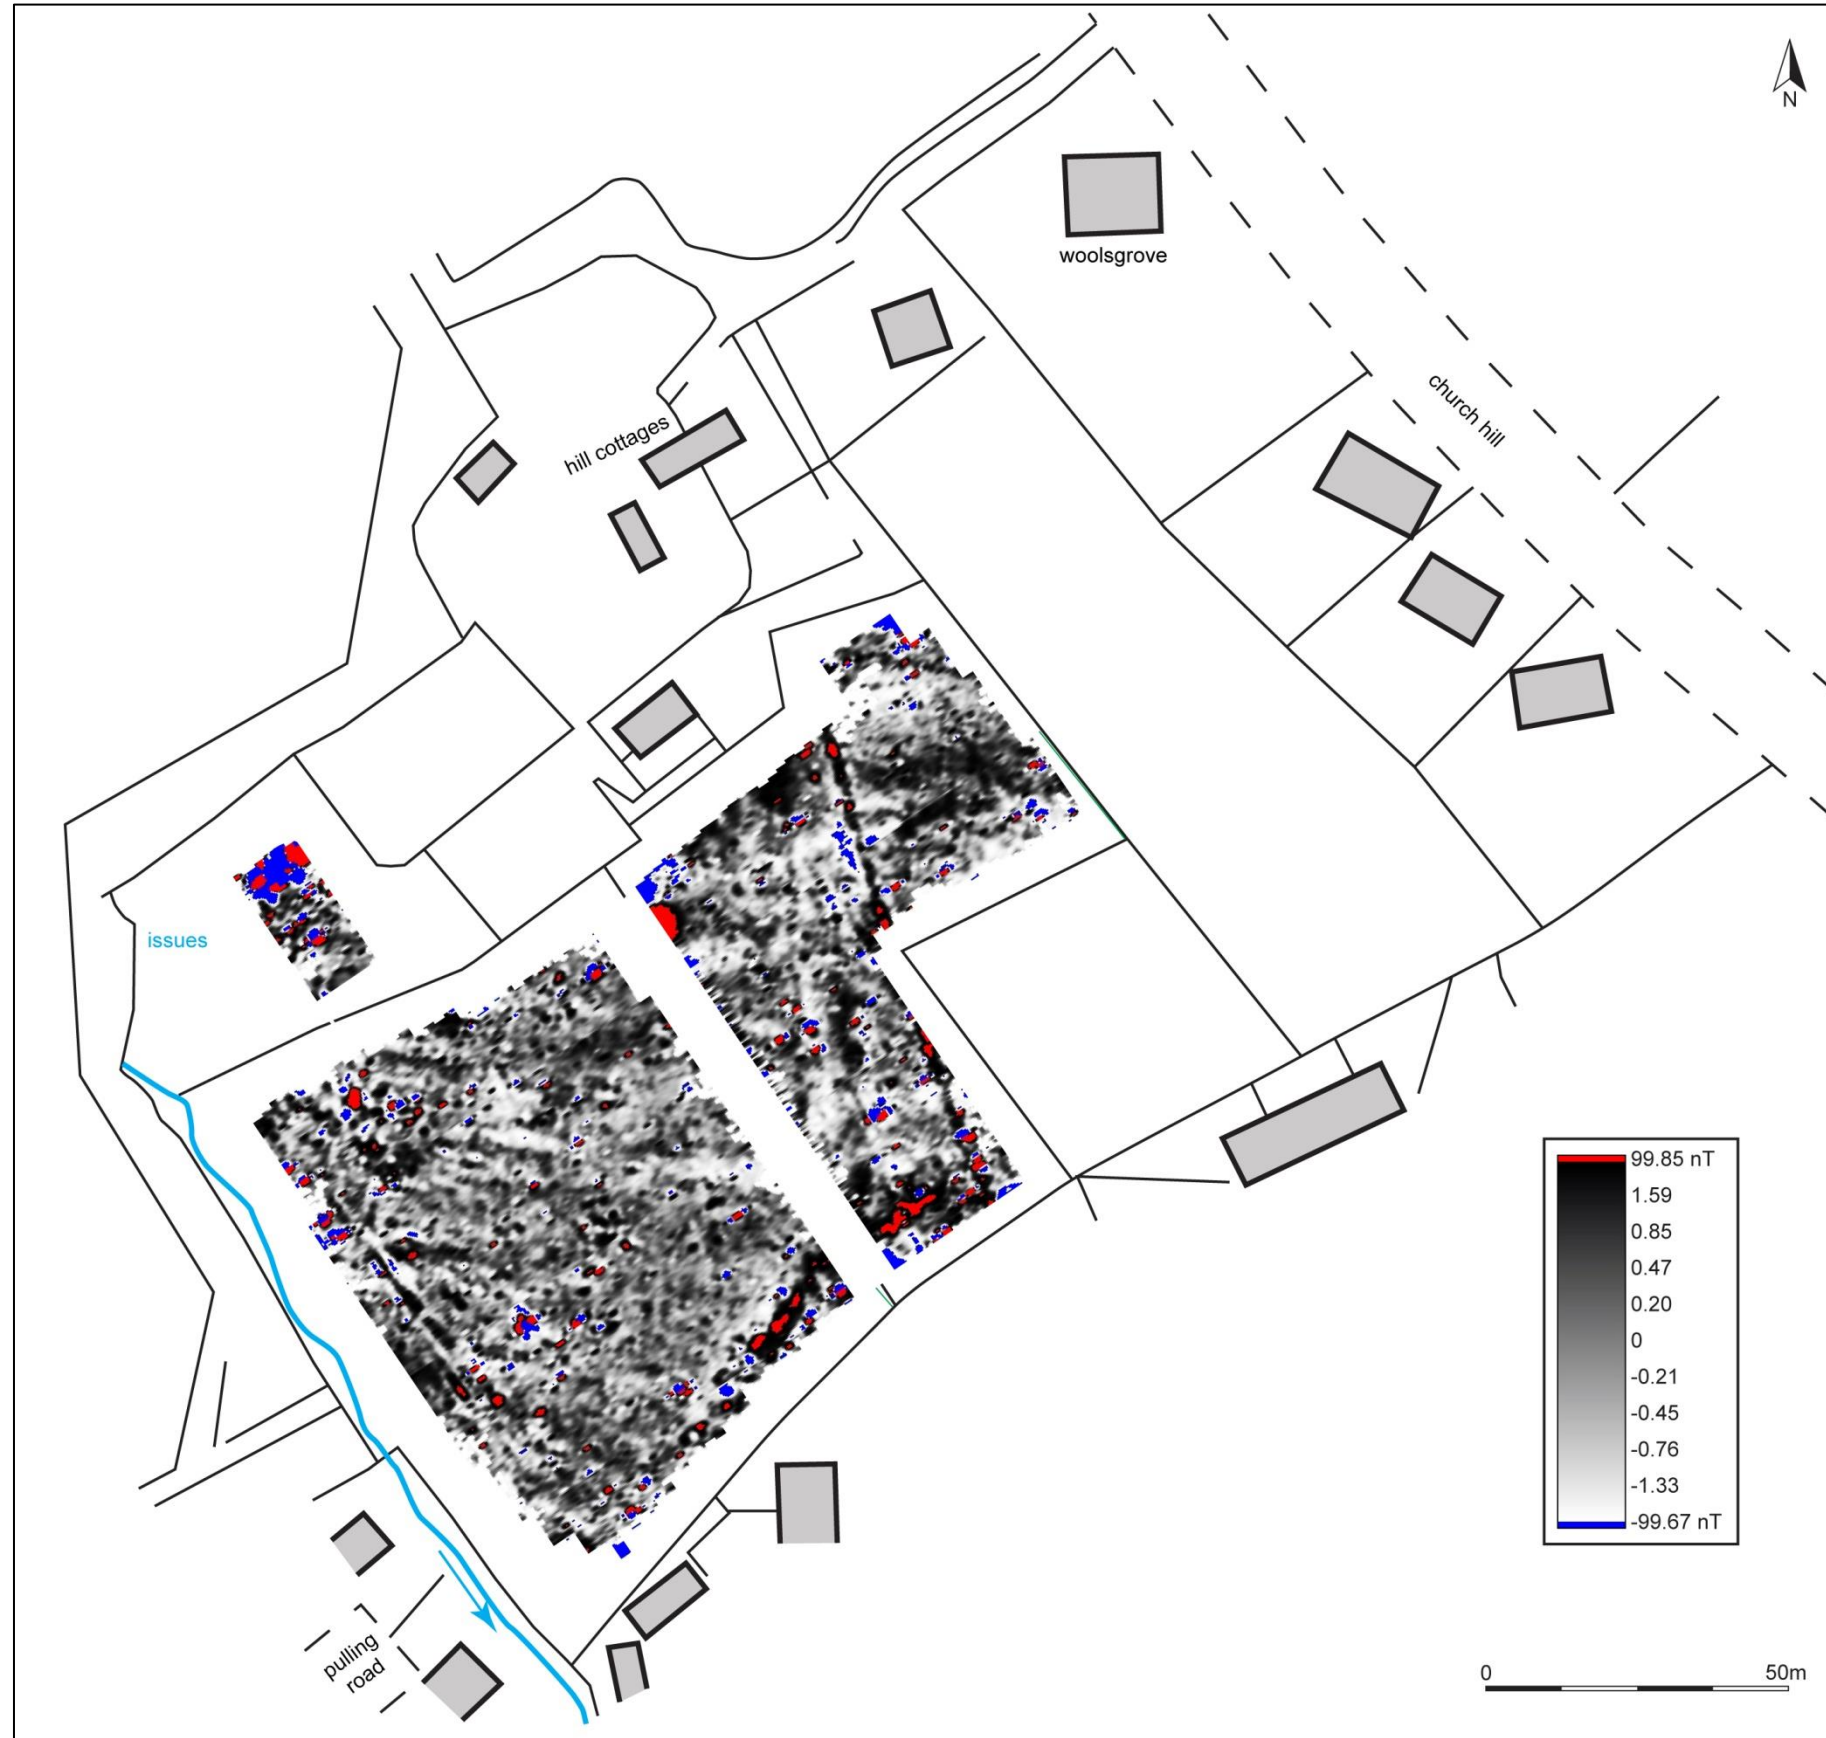 N
woolsgrove
church hill
hill cottages
issues
99.85 nT
1.59
0.85
0.47
0.20
0
-0.21
-0.45
-0.76
-1.33
-99.67 nT
pulling
road
0 50m